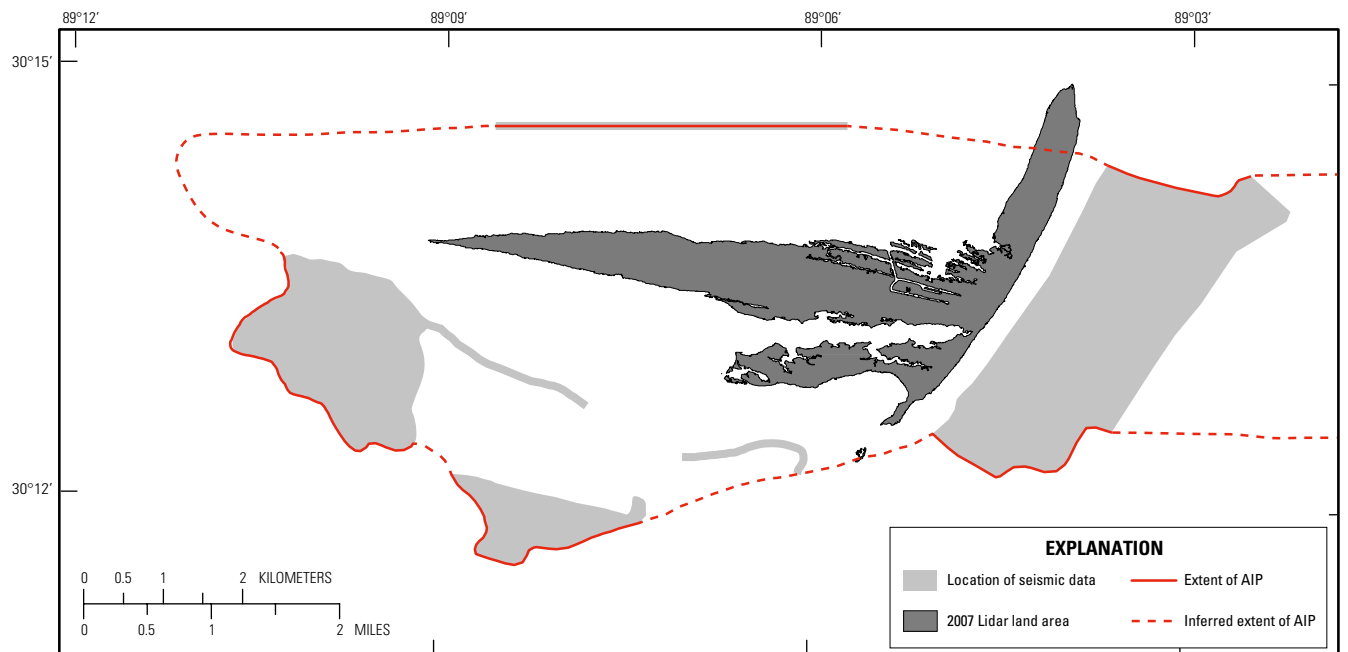 89°12' 89°09' 89°06' 89°03'
30°15'
30°12'
0 0.5 1 2 KILOMETERS
0 0.5 1 2 MILES
EXPLANATION
Location of seismic data Extent of AIP
2007 Lidar land area Inferred extent of AIP